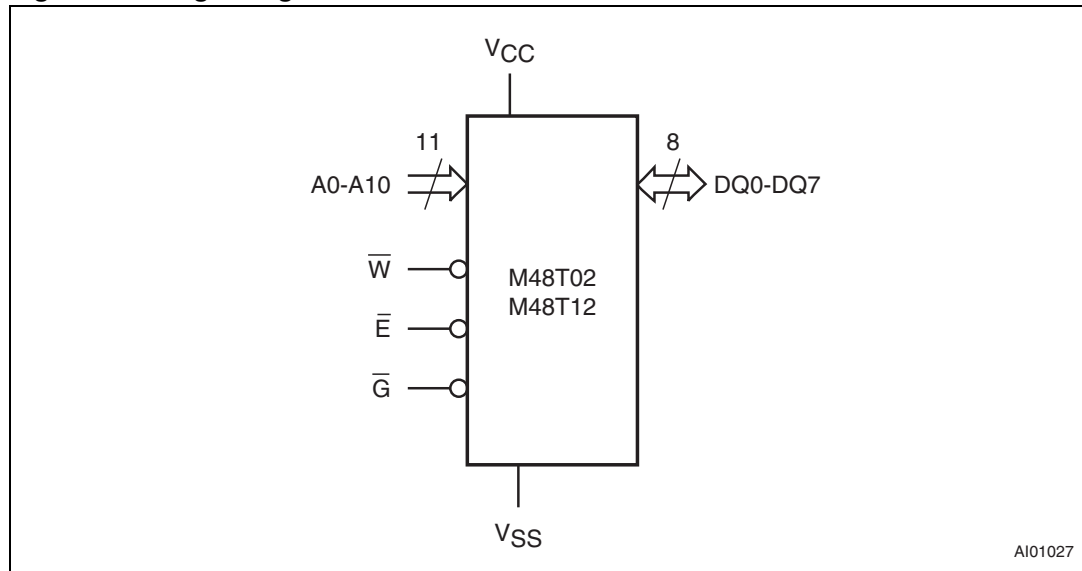 VCC
11
8
A0-A10
DQ0-DQ7
W̅
M48T02
M48T12
E̅
G̅
VSS
AI01027